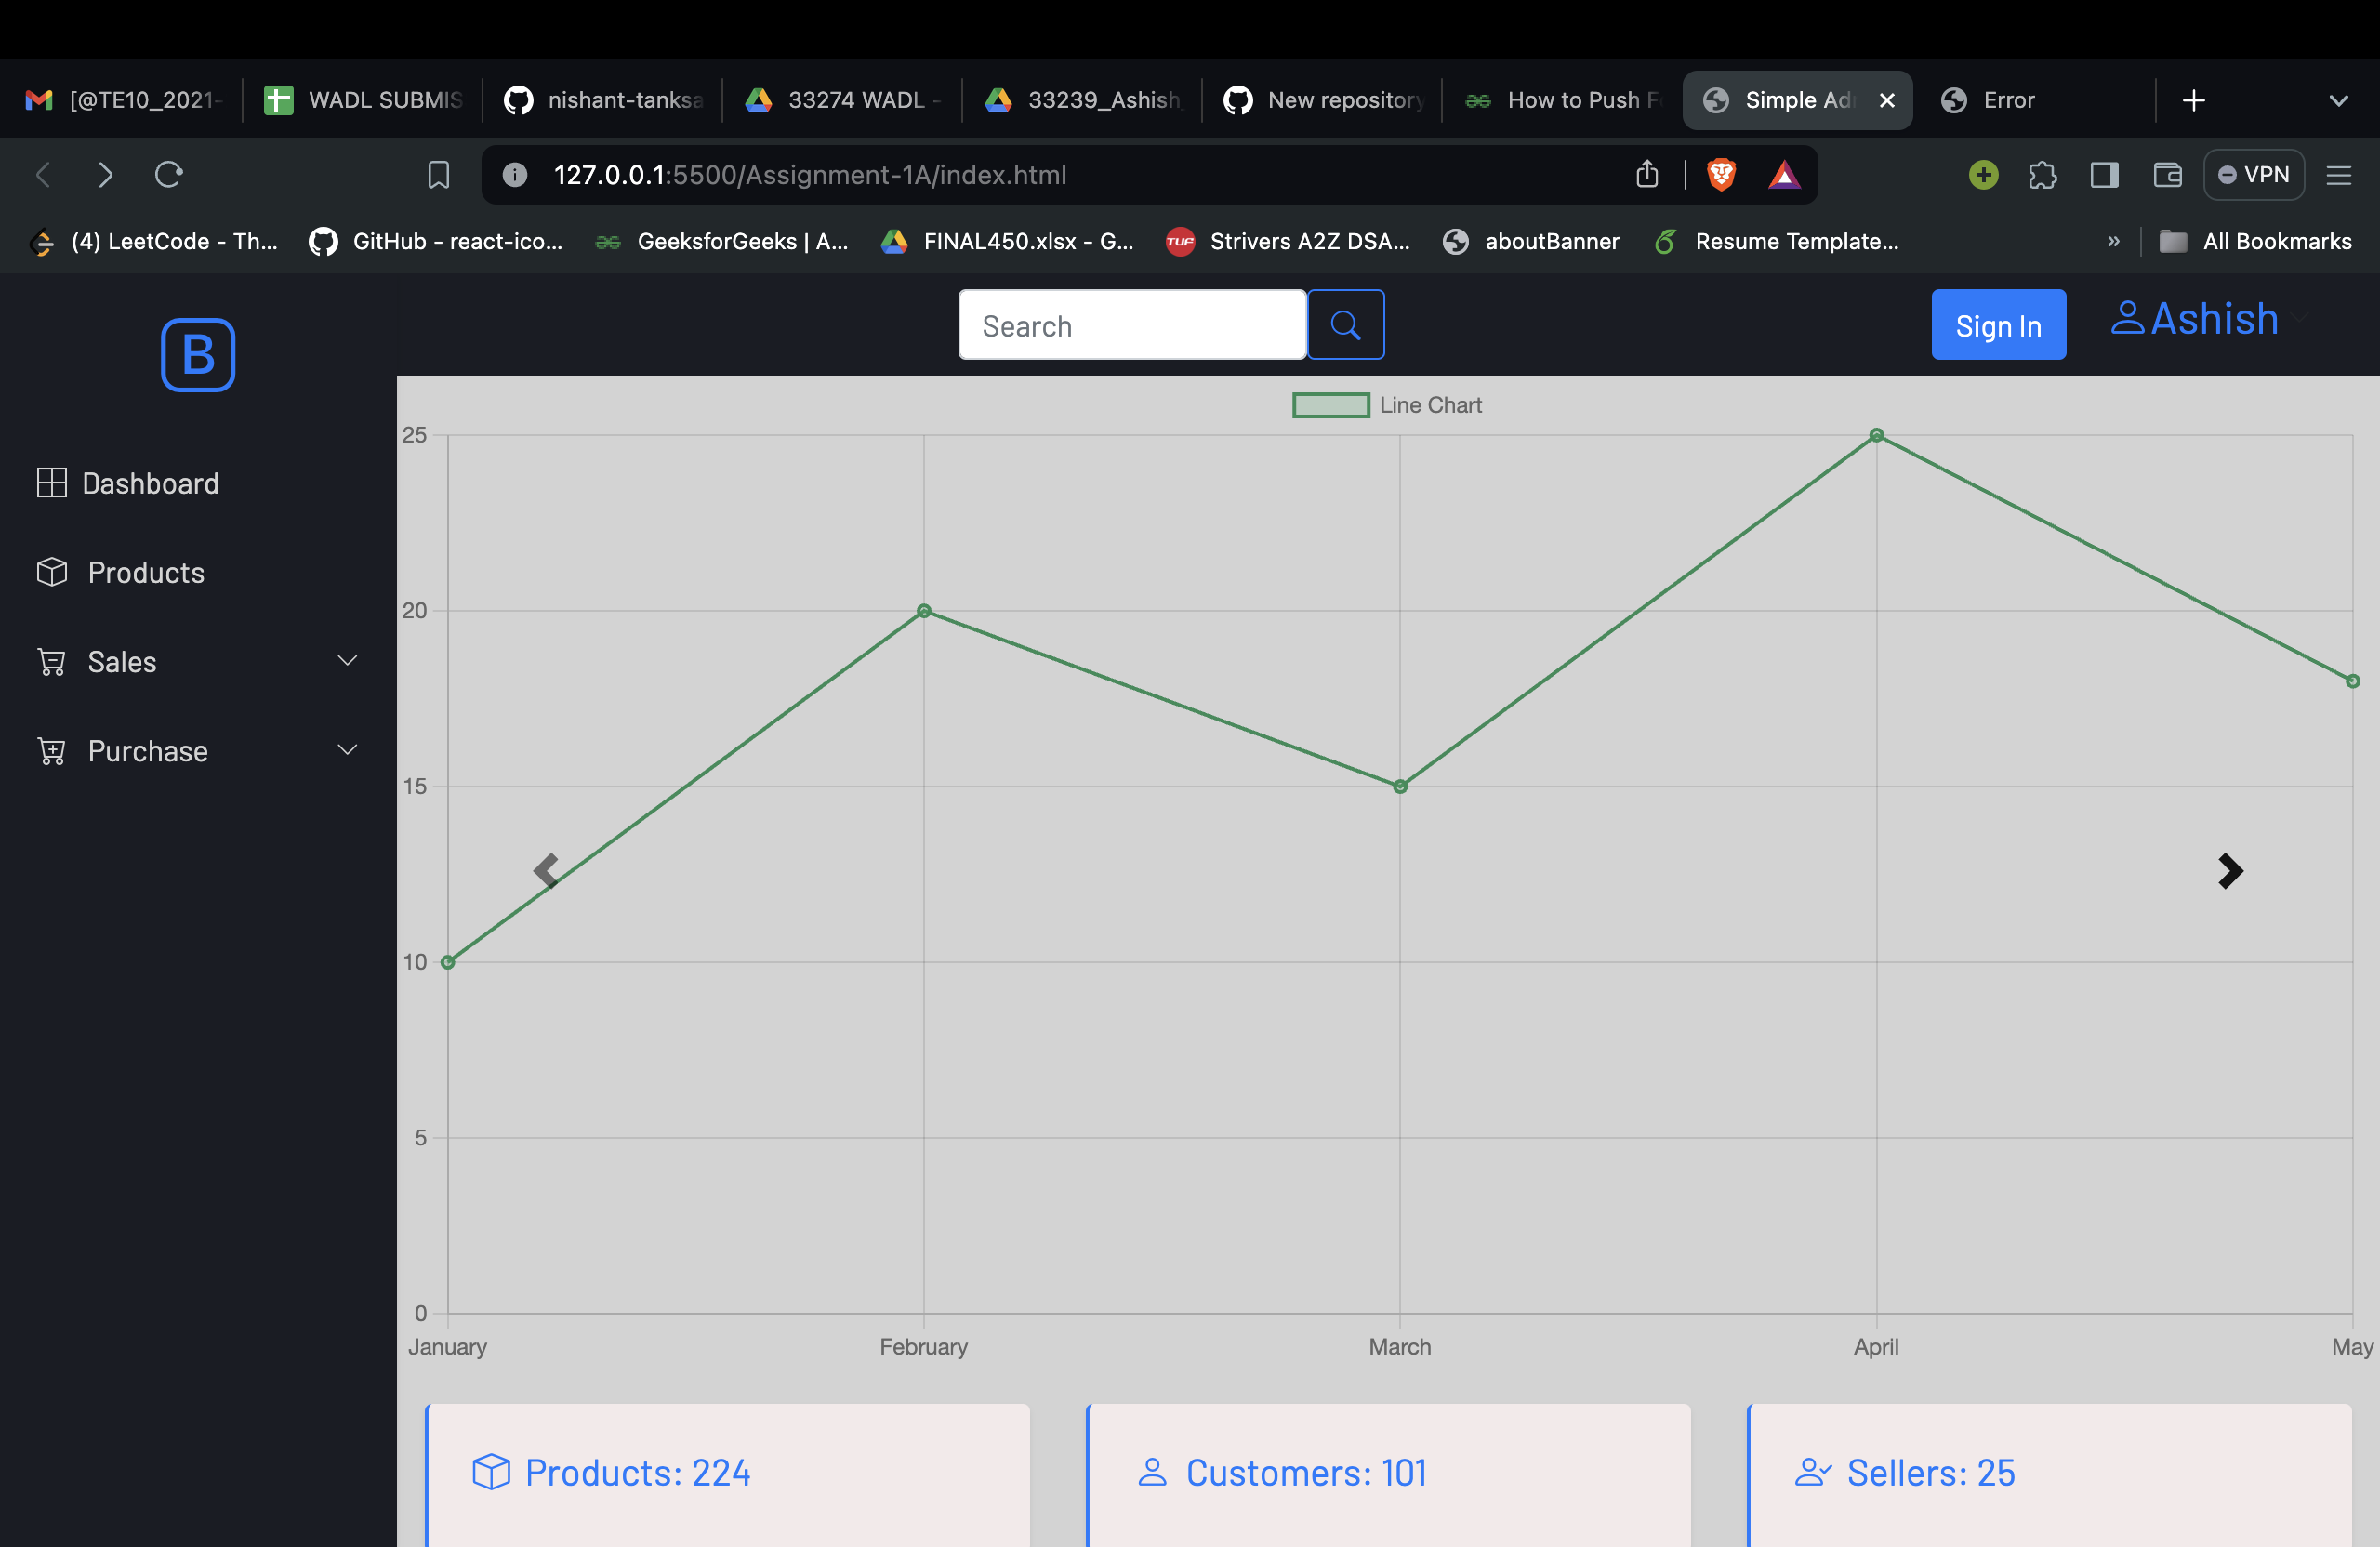 [@TE10_2021- WADL SUBMIS nishant-tanksa 33274 WADL - 33239_Ashish_ New repository How to Push F Simple Ad Error
127.0.0.1:5500/Assignment-1A/index.html VPN
(4) LeetCode - Th... GitHub - react-ico... GeeksforGeeks | A... FINAL450.xlsx - G... TUF Strivers A2Z DSA... aboutBanner Resume Template... » All Bookmarks
B Search Sign In Ashish
Dashboard
Products
Sales
Purchase
Line Chart
25
20
15
10
5
0
January February March April May
Products: 224 Customers: 101 Sellers: 25